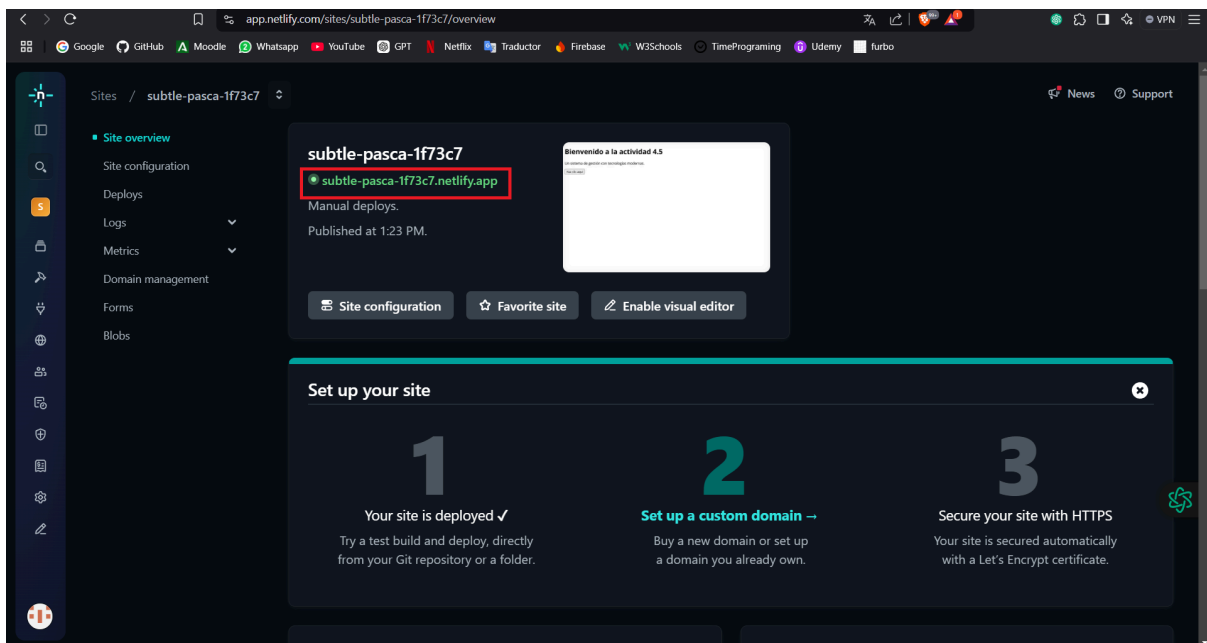 app.netlify.com/sites/subtle-pasca-1f73c7/overview
VPN
Google GitHub Moodle Whatsapp YouTube GPT Netflix Traductor Firebase W3Schools TimePrograming Udemy furbo
Sites / subtle-pasca-1f73c7
News Support
Site overview
Site configuration
Deploys
Logs
Metrics
Domain management
Forms
Blobs
subtle-pasca-1f73c7
subtle-pasca-1f73c7.netlify.app
Manual deploys.
Published at 1:23 PM.
Bienvenido a la actividad 4.5
Site configuration
Favorite site
Enable visual editor
Set up your site
1
Your site is deployed ✓
Try a test build and deploy, directly
from your Git repository or a folder.
2
Set up a custom domain →
Buy a new domain or set up
a domain you already own.
3
Secure your site with HTTPS
Your site is secured automatically
with a Let's Encrypt certificate.